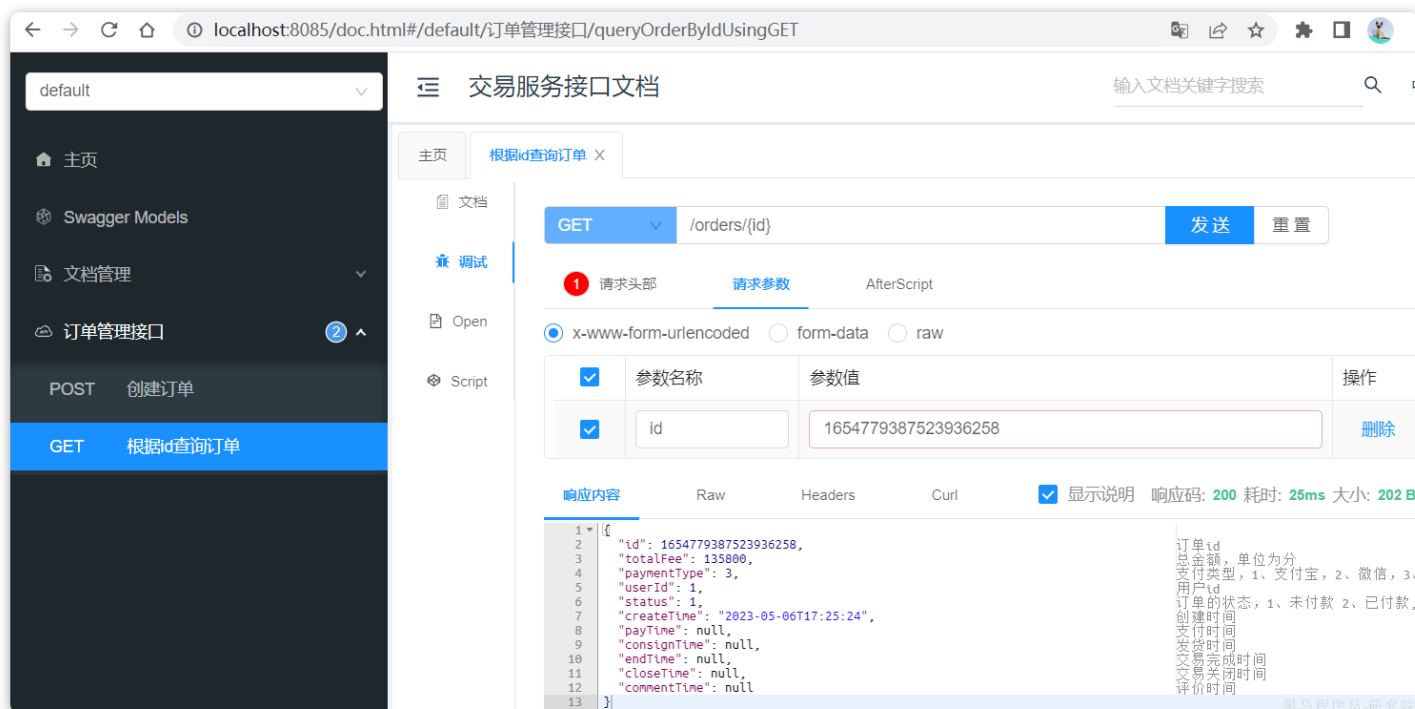 localhost:8085/doc.html#/default/订单管理接口/queryOrderByIdUsingGET
default
交易服务接口文档
输入文档关键字搜索
主页
Swagger Models
文档管理
订单管理接口 2
POST 创建订单
GET 根据id查询订单
主页 根据id查询订单
文档
调试
Open
Script
GET /orders/{id} 发送 重置
1 请求头部 请求参数 AfterScript
x-www-form-urlencoded form-data raw
参数名称 参数值 操作
id 1654779387523936258 删除
响应内容 Raw Headers Curl 显示说明 响应码: 200 耗时: 25ms 大小: 202 B
1 {
2 "id": 1654779387523936258, 订单id
3 "totalFee": 135800, 总金额，单位为分
4 "paymentType": 3, 支付类型，1、支付宝，2、微信，3、
5 "userId": 1, 用户id
6 "status": 1, 订单的状态，1、未付款 2、已付款,
7 "createTime": "2023-05-06T17:25:24", 创建时间
8 "payTime": null, 支付时间
9 "consignTime": null, 发货时间
10 "endTime": null, 交易完成时间
11 "closeTime": null, 交易关闭时间
12 "commentTime": null 评价时间
13 }
黑马程序员-研究院